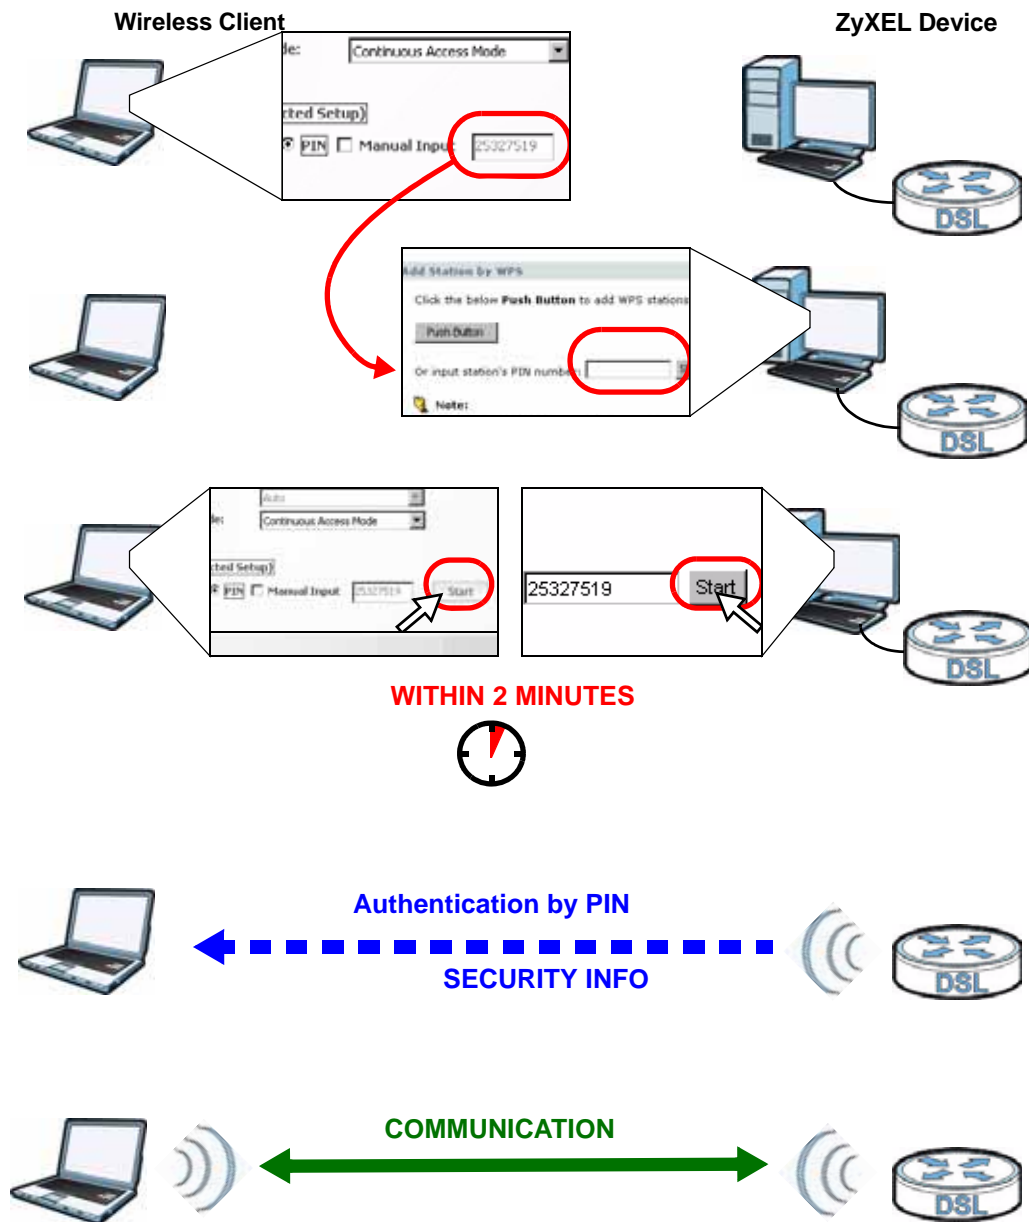 Wireless Client
ZyXEL Device
de:
Continuous Access Mode
cted Setup)
PIN Manual Input 25327519
DSL
Add Station by WPS
Click the below Push Button to add WPS stations
Push Button
Or input station's PIN number:
Note:
DSL
Auto
de:
Continuous Access Mode
cted Setup)
PIN Manual Input 25327519 Start
25327519 Start
DSL
WITHIN 2 MINUTES
Authentication by PIN
SECURITY INFO
DSL
COMMUNICATION
DSL